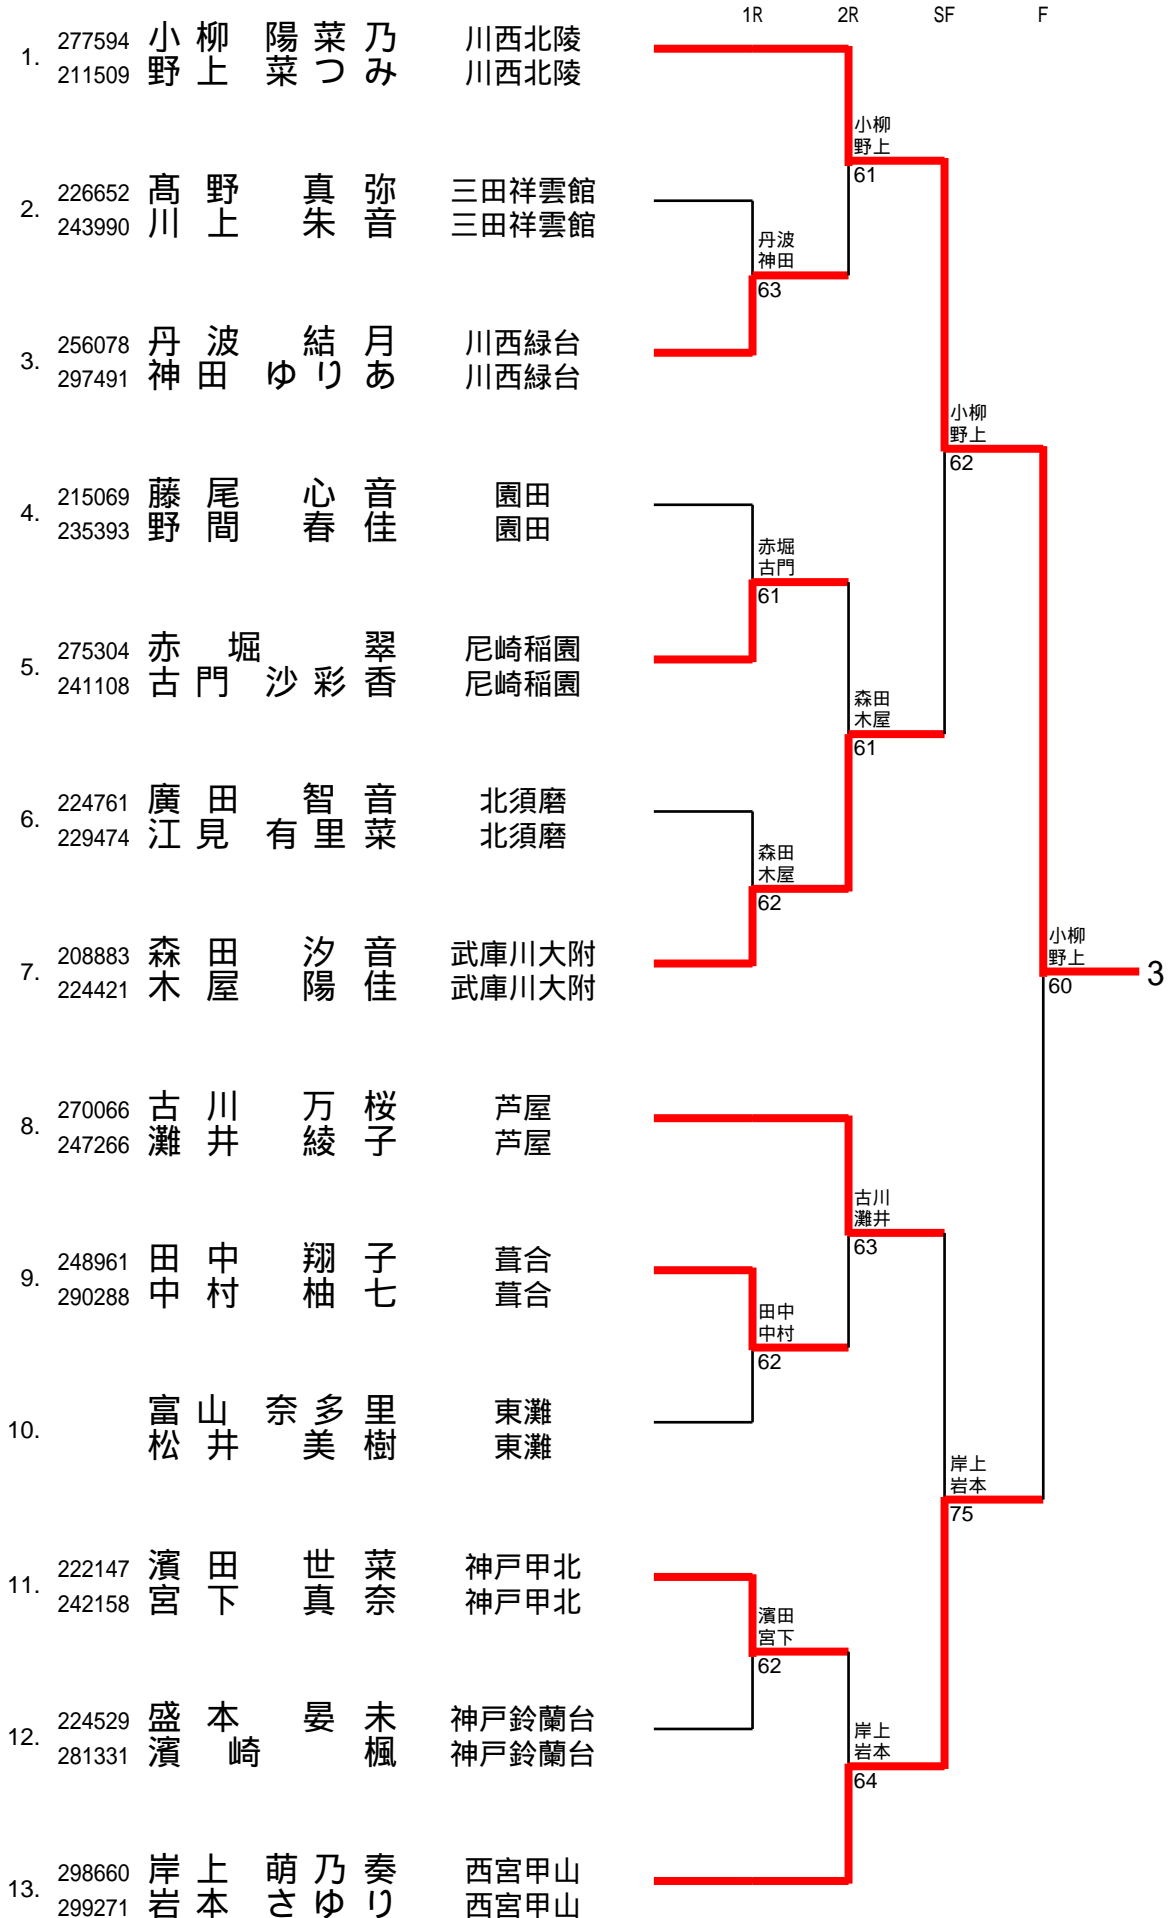 1R 2R SF F
1. 277594 小柳 陽菜乃 川西北陵
211509 野上 菜つみ 川西北陵
小柳
野上
61
2. 226652 髙野 真弥 三田祥雲館
243990 川上 朱音 三田祥雲館
丹波
神田
63
3. 256078 丹波 結月 川西緑台
297491 神田 ゆりあ 川西緑台
小柳
野上
62
4. 215069 藤尾 心音 園田
235393 野間 春佳 園田
赤堀
古門
61
5. 275304 赤堀 翠 尼崎稲園
241108 古門 沙彩香 尼崎稲園
森田
木屋
61
6. 224761 廣田 智音 北須磨
229474 江見 有里菜 北須磨
森田
木屋
62
7. 208883 森田 汐音 武庫川大附
224421 木屋 陽佳 武庫川大附
小柳
野上
60
3
8. 270066 古川 万桜 芦屋
247266 灘井 綾子 芦屋
古川
灘井
63
9. 248961 田中 翔子 葺合
290288 中村 柚七 葺合
田中
中村
62
10. 富山 奈多里 東灘
松井 美樹 東灘
岸上
岩本
75
11. 222147 濱田 世菜 神戸甲北
242158 宮下 真奈 神戸甲北
濱田
宮下
62
12. 224529 盛本 晏未 神戸鈴蘭台
281331 濱崎 楓 神戸鈴蘭台
岸上
岩本
64
13. 298660 岸上 萌乃奏 西宮甲山
299271 岩本 さゆり 西宮甲山